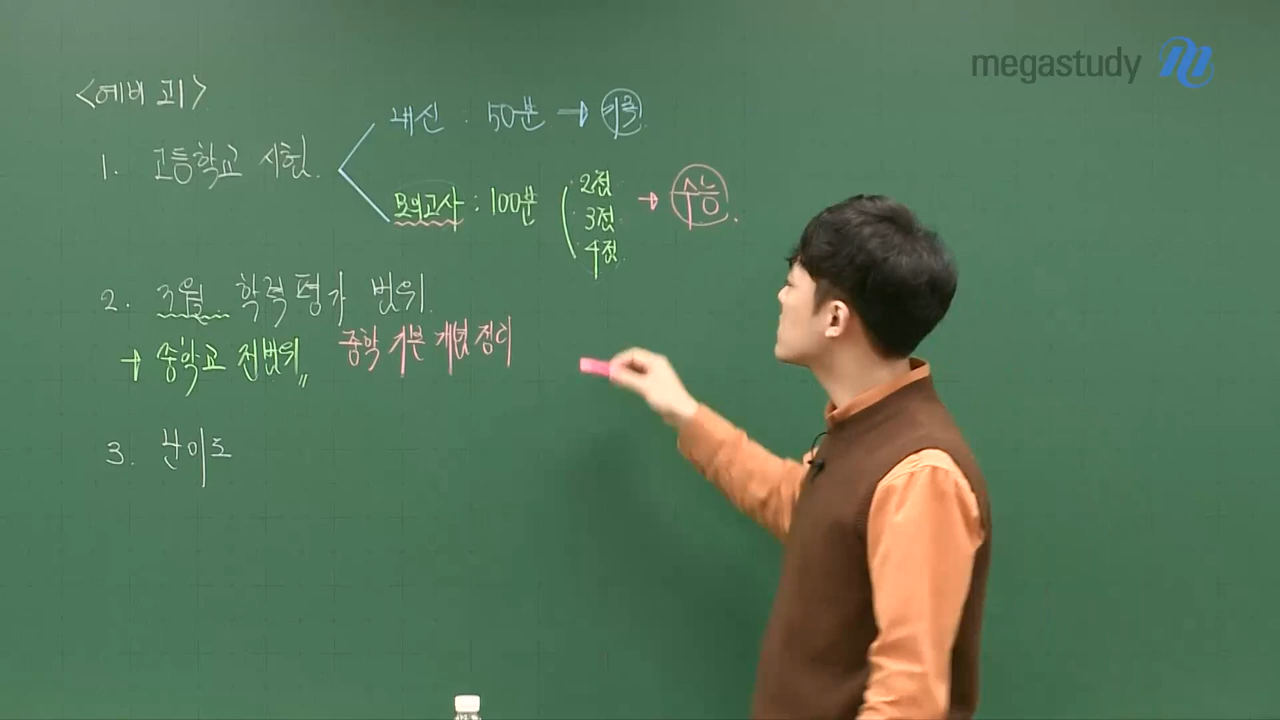 megastudy
<예비 고1>
1. 고등학교 시험.
내신 : 50분 → 기록.
모의고사 : 100분 2점 3점 4점 → 수능.
2. 3월 학력평가 범위.
→ 중학교 전범위
중학 기본 개념 정리
3. 난이도